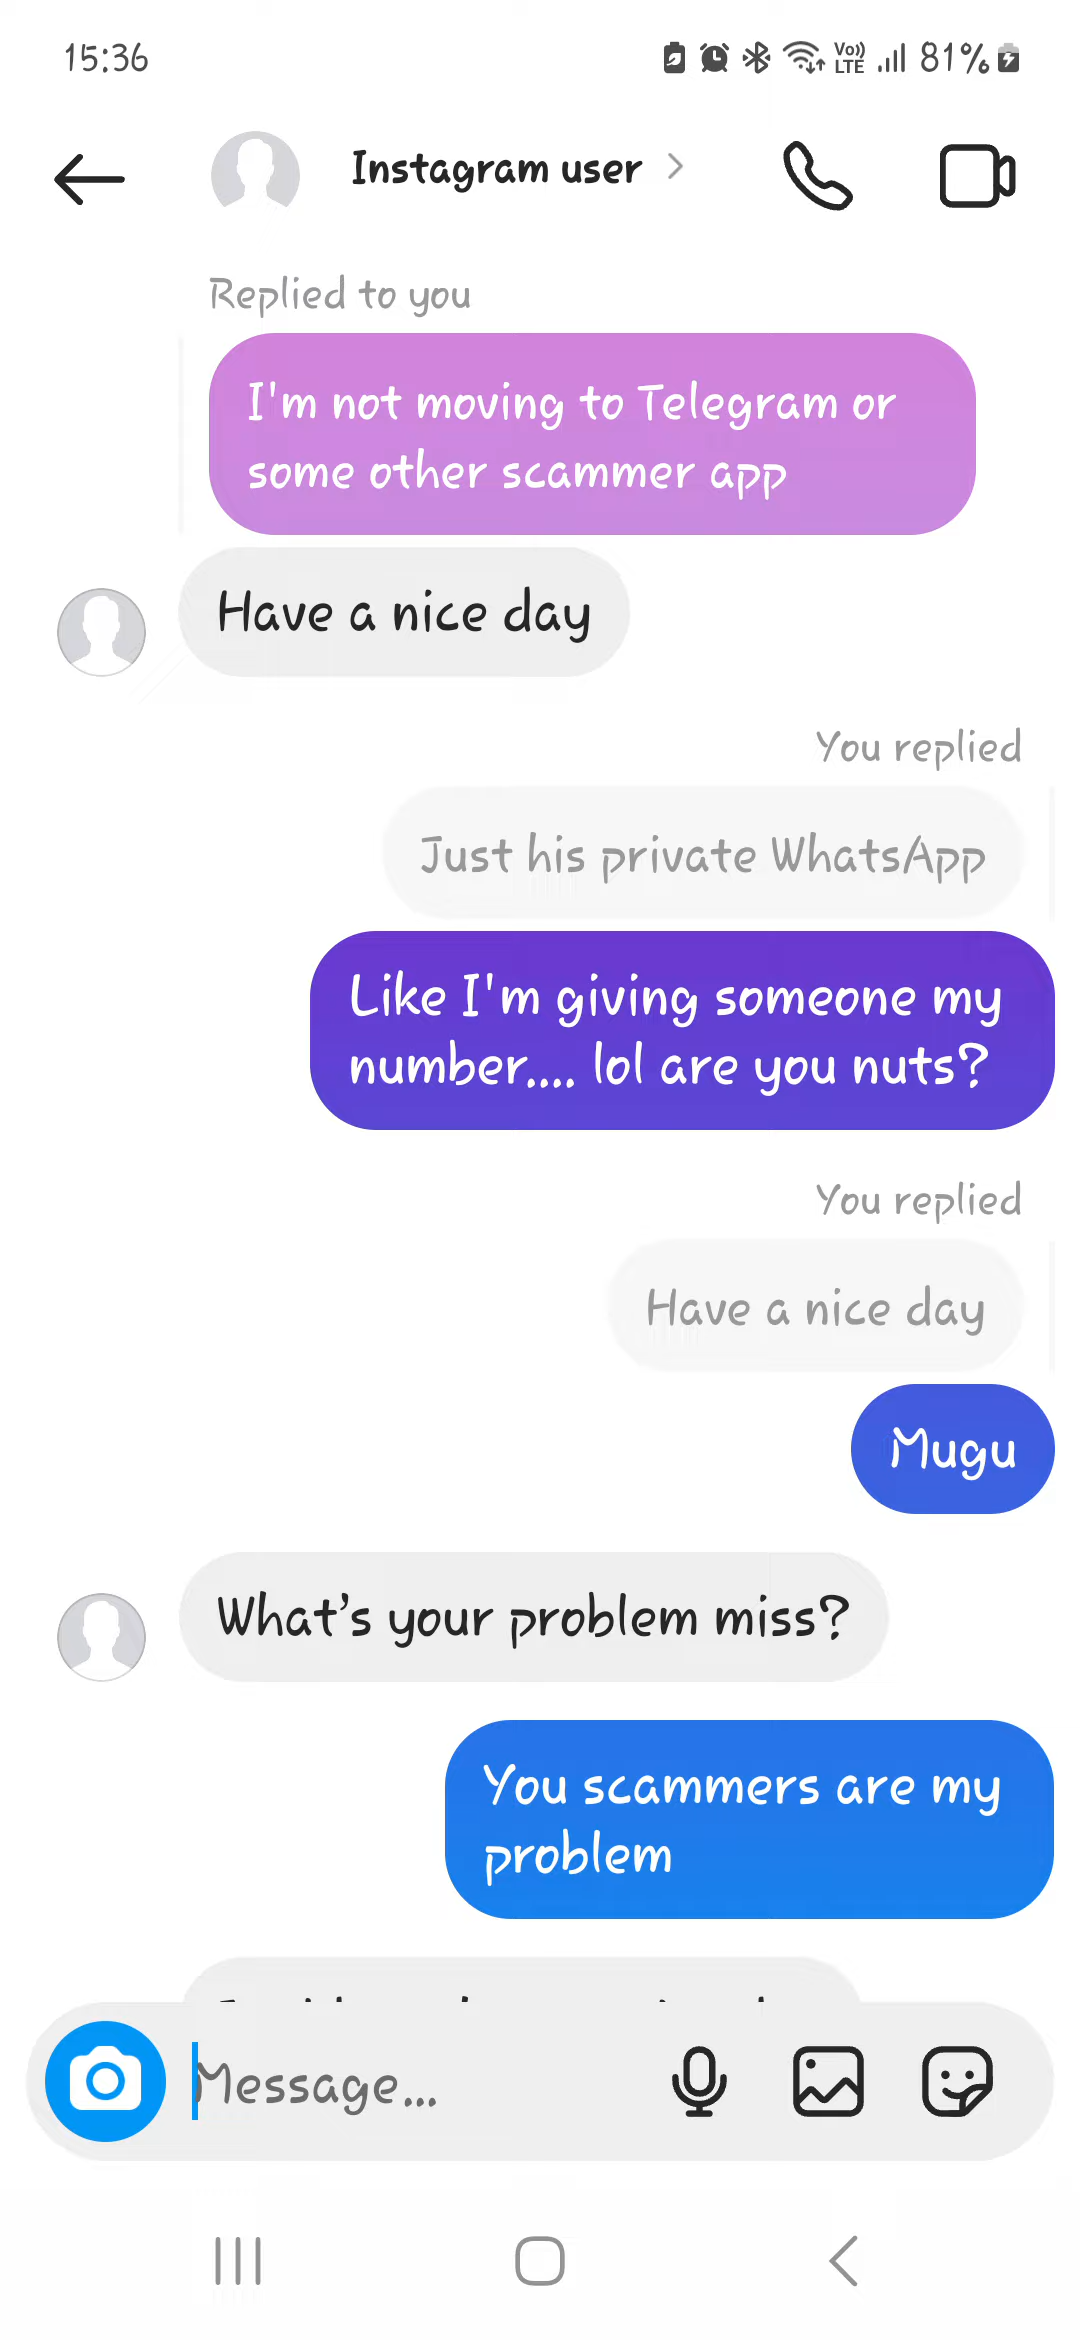 15:36
Vo))
LTE
81%
Instagram user
Replied to you
I'm not moving to Telegram or
some other scammer app
Have a nice day
You replied
Just his private WhatsApp
Like I'm giving someone my
number.... lol are you nuts?
You replied
Have a nice day
Mugu
What's your problem miss?
You scammers are my
problem
Message...